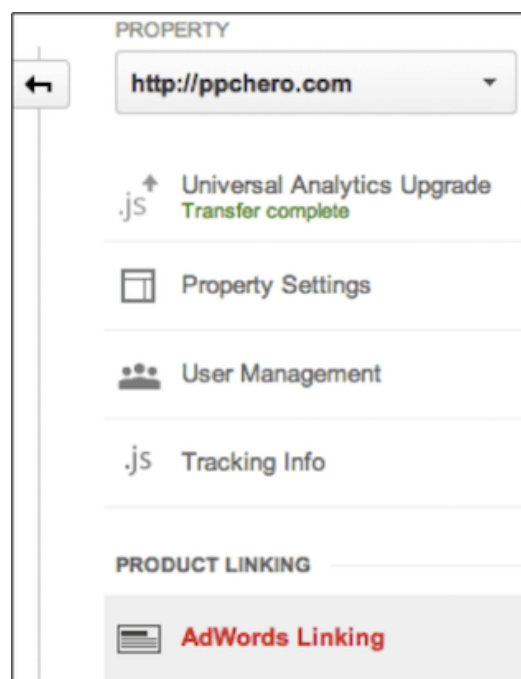 PROPERTY
http://ppchero.com
.js
Universal Analytics Upgrade
Transfer complete
Property Settings
User Management
.js Tracking Info
PRODUCT LINKING
AdWords Linking